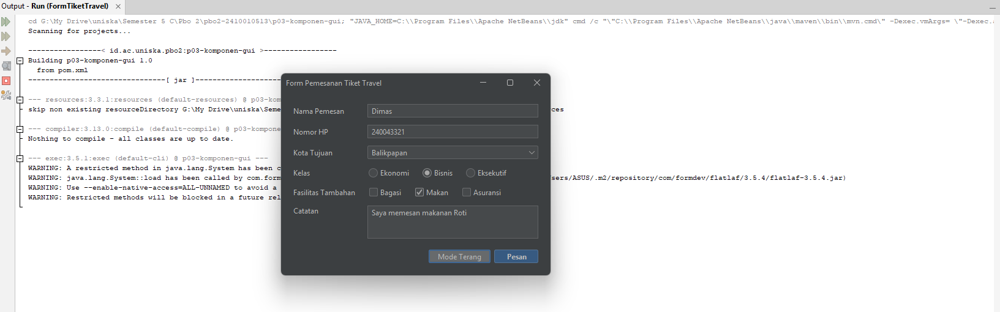 Output - Run (FormTiketTravel) ×
cd G:\My Drive\uniska\Semester 5 C\Pbo 2\pbo2-2410010513\p03-komponen-gui; "JAVA_HOME=C:\\Program Files\\Apache NetBeans\\jdk" cmd /c "\"C:\\Program Files\\Apache NetBeans\\java\\maven\\bin\\mvn.cmd\" -Dexec.vmArgs= \"-Dexec.
Scanning for projects...
-----------------< id.ac.uniska.pbo2:p03-komponen-gui >-----------------
Building p03-komponen-gui 1.0
from pom.xml
--------------------------------[ jar ]--------------------
--- resources:3.3.1:resources (default-resources) @ p03-kom
skip non existing resourceDirectory G:\My Drive\uniska\Seme
ces
--- compiler:3.13.0:compile (default-compile) @ p03-kompone
Nothing to compile - all classes are up to date.
--- exec:3.5.1:exec (default-cli) @ p03-komponen-gui ---
WARNING: A restricted method in java.lang.System has been c
WARNING: java.lang.System::load has been called by com.form
sers/ASUS/.m2/repository/com/formdev/flatlaf/3.5.4/flatlaf-3.5.4.jar)
WARNING: Use --enable-native-access=ALL-UNNAMED to avoid a
WARNING: Restricted methods will be blocked in a future rel
Form Pemesanan Tiket Travel
Nama Pemesan Dimas
Nomor HP 240043321
Kota Tujuan Balikpapan
Kelas Ekonomi Bisnis Eksekutif
Fasilitas Tambahan Bagasi Makan Asuransi
Catatan Saya memesan makanan Roti
Mode Terang Pesan